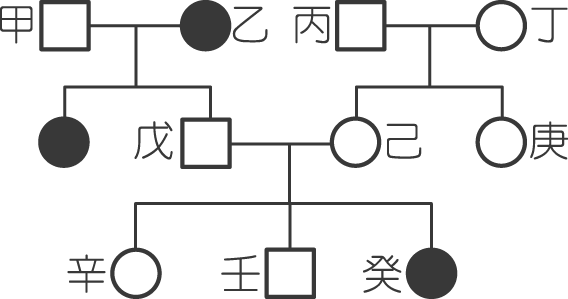 甲 乙 丙 丁
戊 己 庚
辛 壬 癸